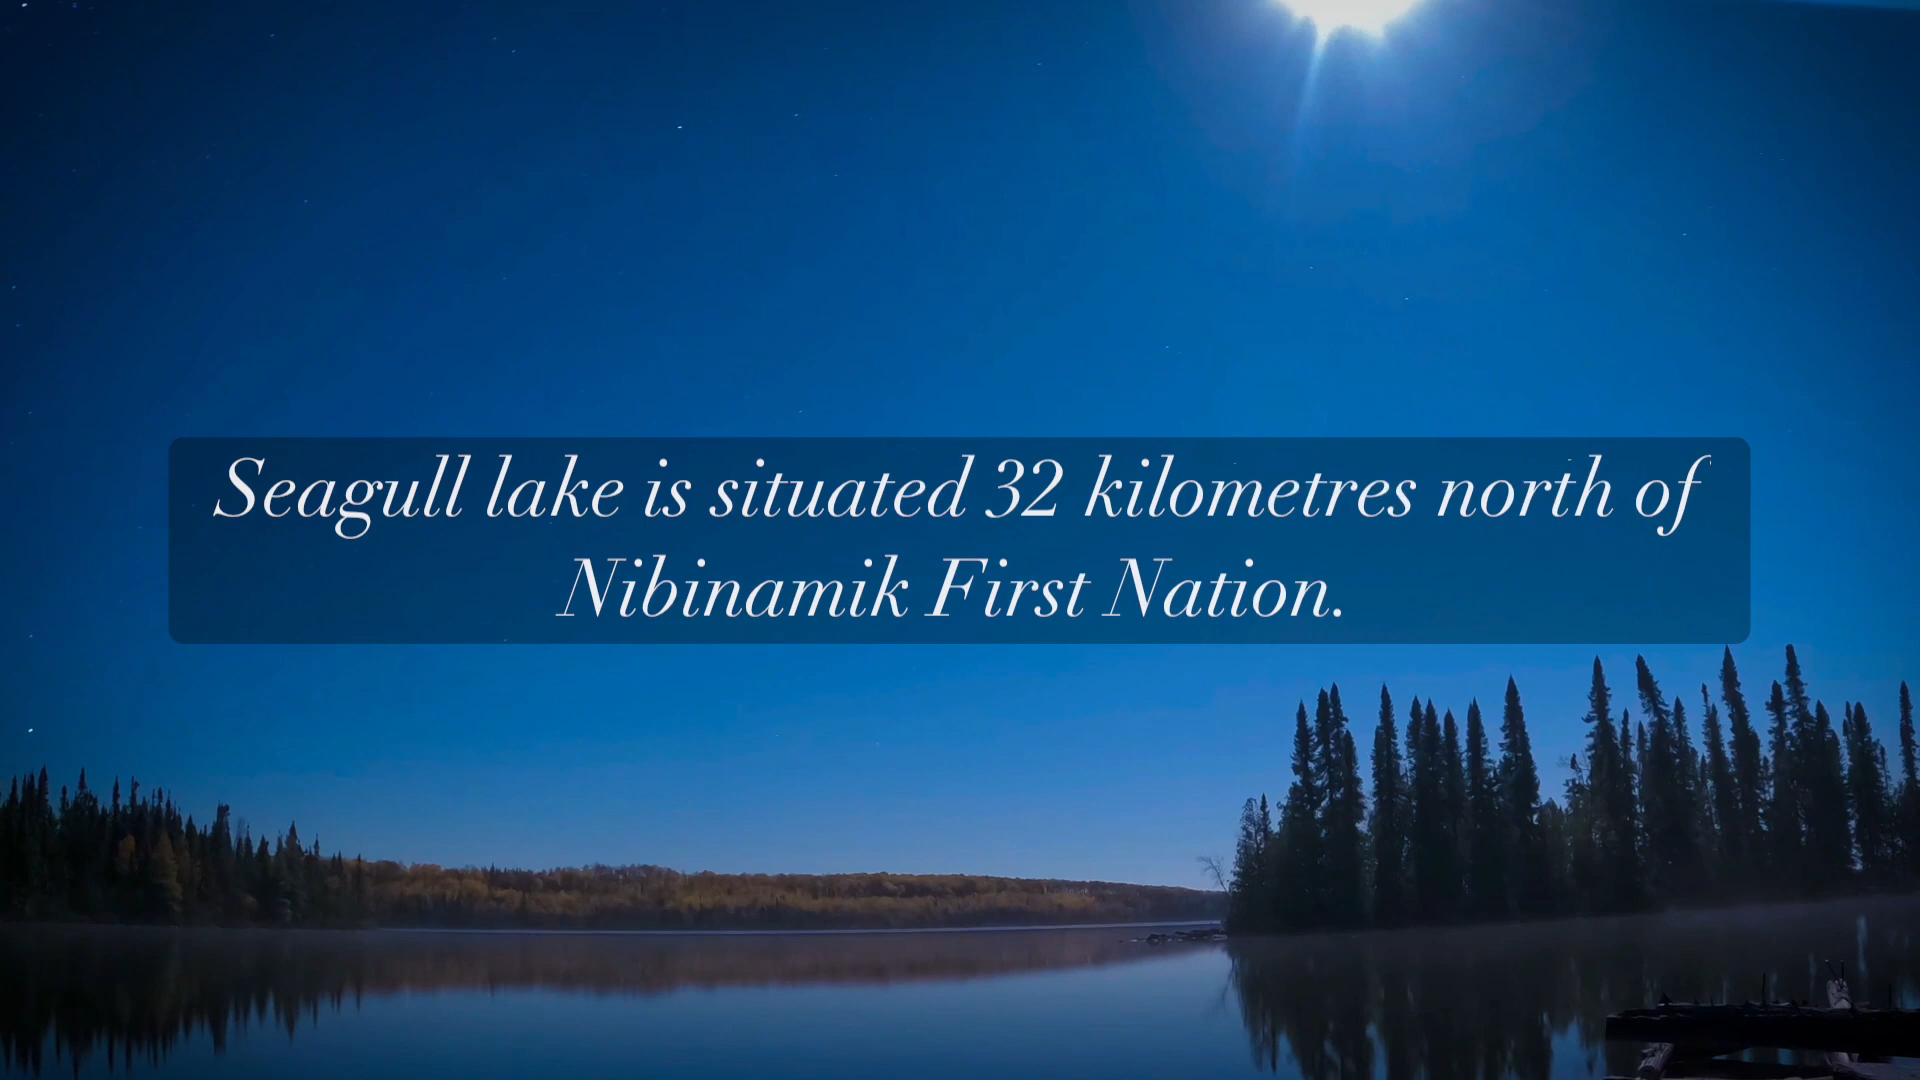 Seagull lake is situated 32 kilometres north of
Nibinamik First Nation.